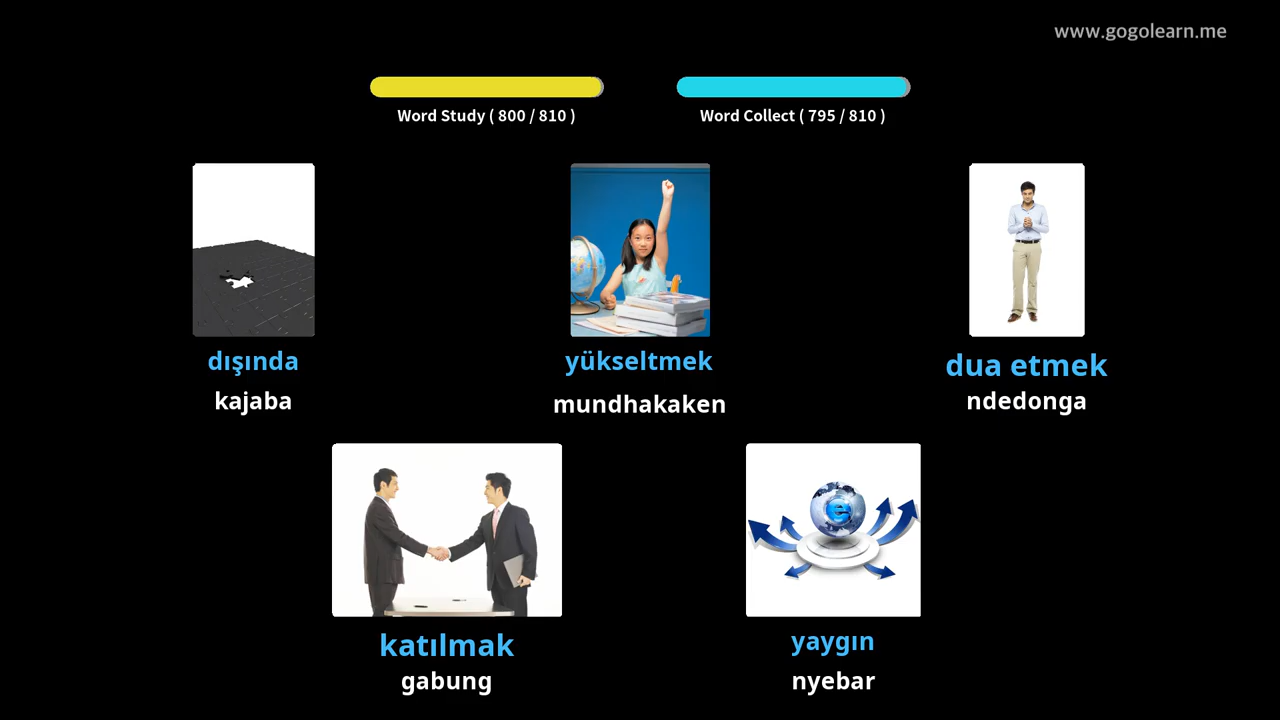 www.gogolearn.me
Word Study ( 800 / 810 )
Word Collect ( 795 / 810 )
dışında
kajaba
yükseltmek
mundhakaken
dua etmek
ndedonga
katılmak
gabung
yaygın
nyebar